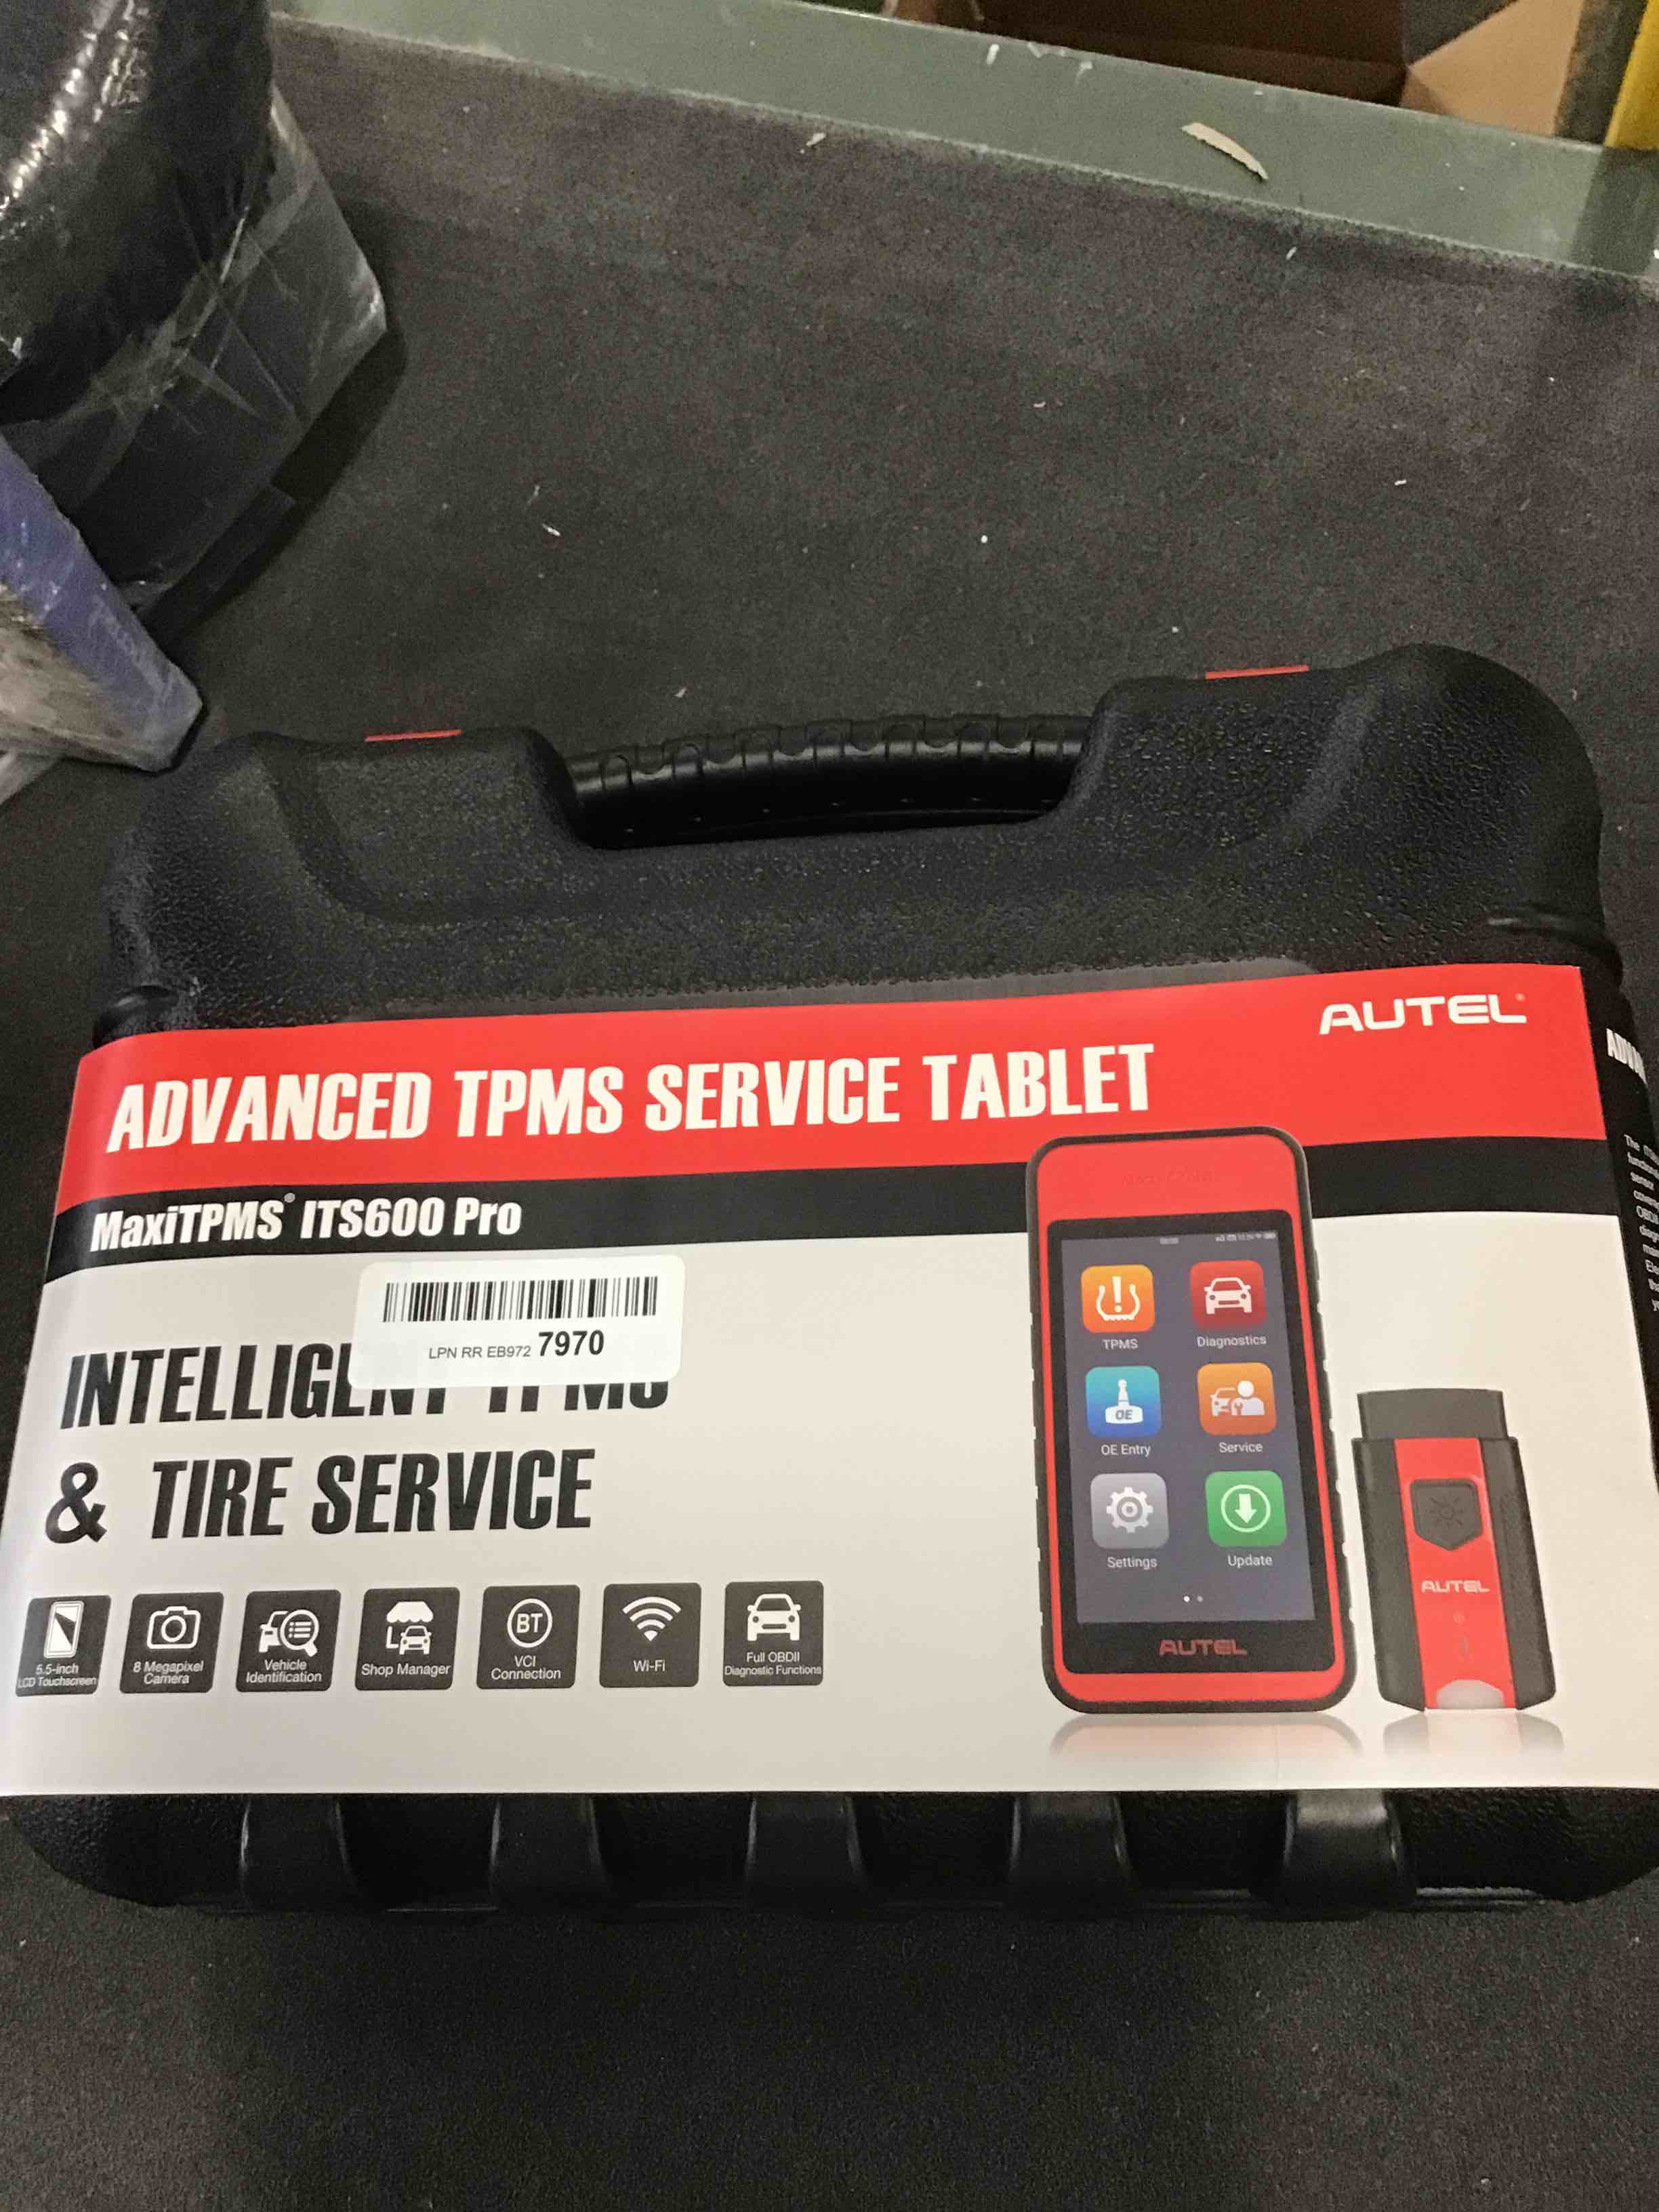 AUTEL®
ADVANCED TPMS SERVICE TABLET
MaxiTPMS® ITS600 Pro
LPN RR EB972 7970
INTELLIGENT TPMS
& TIRE SERVICE
5.5-inch
LCD Touchscreen
8 Megapixel
Camera
Vehicle
Identification
Shop Manager
BT
VCI
Connection
Wi-Fi
Full OBDII
Diagnostic Functions
TPMS
Diagnostics
OE
OE Entry
Service
Settings
Update
AUTEL
AUTEL
The